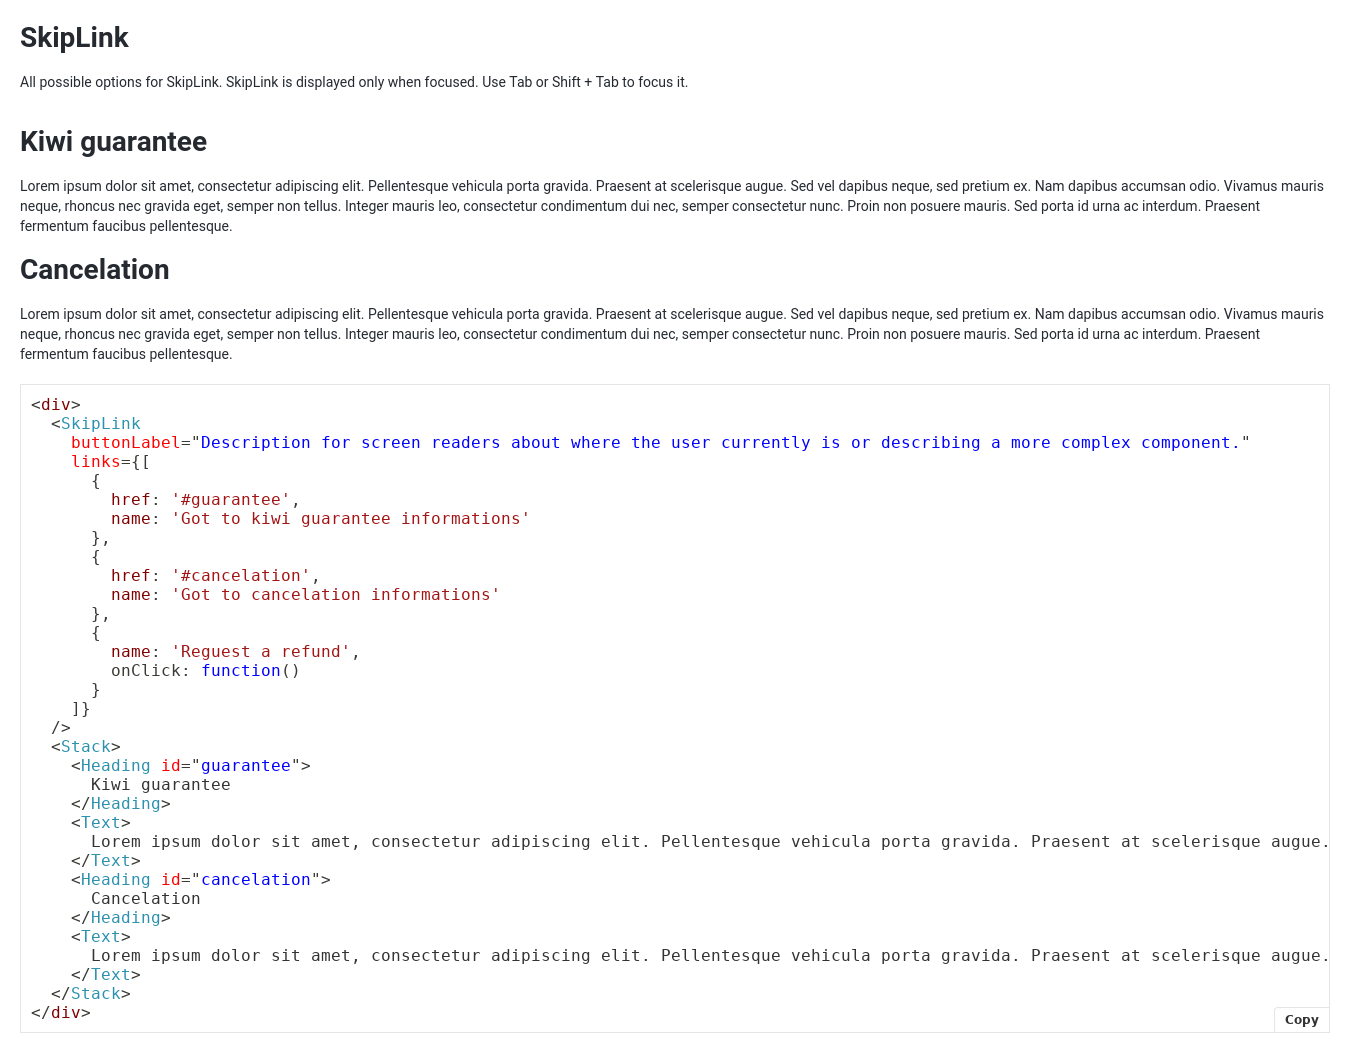 SkipLink
All possible options for SkipLink. SkipLink is displayed only when focused. Use Tab or Shift + Tab to focus it.
Kiwi guarantee
Lorem ipsum dolor sit amet, consectetur adipiscing elit. Pellentesque vehicula porta gravida. Praesent at scelerisque augue. Sed vel dapibus neque, sed pretium ex. Nam dapibus accumsan odio. Vivamus mauris
neque, rhoncus nec gravida eget, semper non tellus. Integer mauris leo, consectetur condimentum dui nec, semper consectetur nunc. Proin non posuere mauris. Sed porta id urna ac interdum. Praesent
fermentum faucibus pellentesque.
Cancelation
Lorem ipsum dolor sit amet, consectetur adipiscing elit. Pellentesque vehicula porta gravida. Praesent at scelerisque augue. Sed vel dapibus neque, sed pretium ex. Nam dapibus accumsan odio. Vivamus mauris
neque, rhoncus nec gravida eget, semper non tellus. Integer mauris leo, consectetur condimentum dui nec, semper consectetur nunc. Proin non posuere mauris. Sed porta id urna ac interdum. Praesent
fermentum faucibus pellentesque.
<div>
  <SkipLink
    buttonLabel="Description for screen readers about where the user currently is or describing a more complex component."
    links={[
      {
        href: '#guarantee',
        name: 'Got to kiwi guarantee informations'
      },
      {
        href: '#cancelation',
        name: 'Got to cancelation informations'
      },
      {
        name: 'Reguest a refund',
        onClick: function()
      }
    ]}
  />
  <Stack>
    <Heading id="guarantee">
      Kiwi guarantee
    </Heading>
    <Text>
      Lorem ipsum dolor sit amet, consectetur adipiscing elit. Pellentesque vehicula porta gravida. Praesent at scelerisque augue.
    </Text>
    <Heading id="cancelation">
      Cancelation
    </Heading>
    <Text>
      Lorem ipsum dolor sit amet, consectetur adipiscing elit. Pellentesque vehicula porta gravida. Praesent at scelerisque augue.
    </Text>
  </Stack>
</div>
Copy